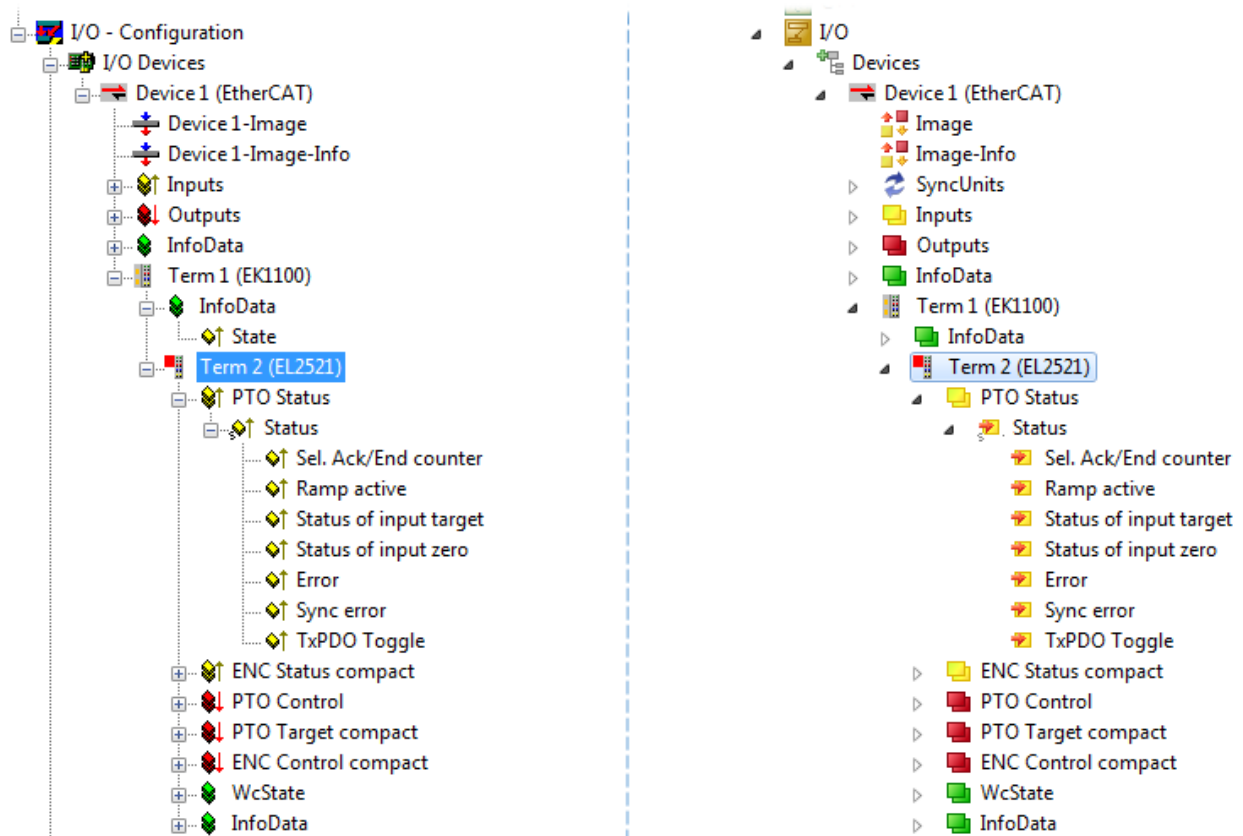 I/O - Configuration
I/O Devices
Device 1 (EtherCAT)
Device 1-Image
Device 1-Image-Info
Inputs
Outputs
InfoData
Term 1 (EK1100)
InfoData
State
Term 2 (EL2521)
PTO Status
Status
Sel. Ack/End counter
Ramp active
Status of input target
Status of input zero
Error
Sync error
TxPDO Toggle
ENC Status compact
PTO Control
PTO Target compact
ENC Control compact
WcState
InfoData
I/O
Devices
Device 1 (EtherCAT)
Image
Image-Info
SyncUnits
Inputs
Outputs
InfoData
Term 1 (EK1100)
InfoData
Term 2 (EL2521)
PTO Status
Status
Sel. Ack/End counter
Ramp active
Status of input target
Status of input zero
Error
Sync error
TxPDO Toggle
ENC Status compact
PTO Control
PTO Target compact
ENC Control compact
WcState
InfoData